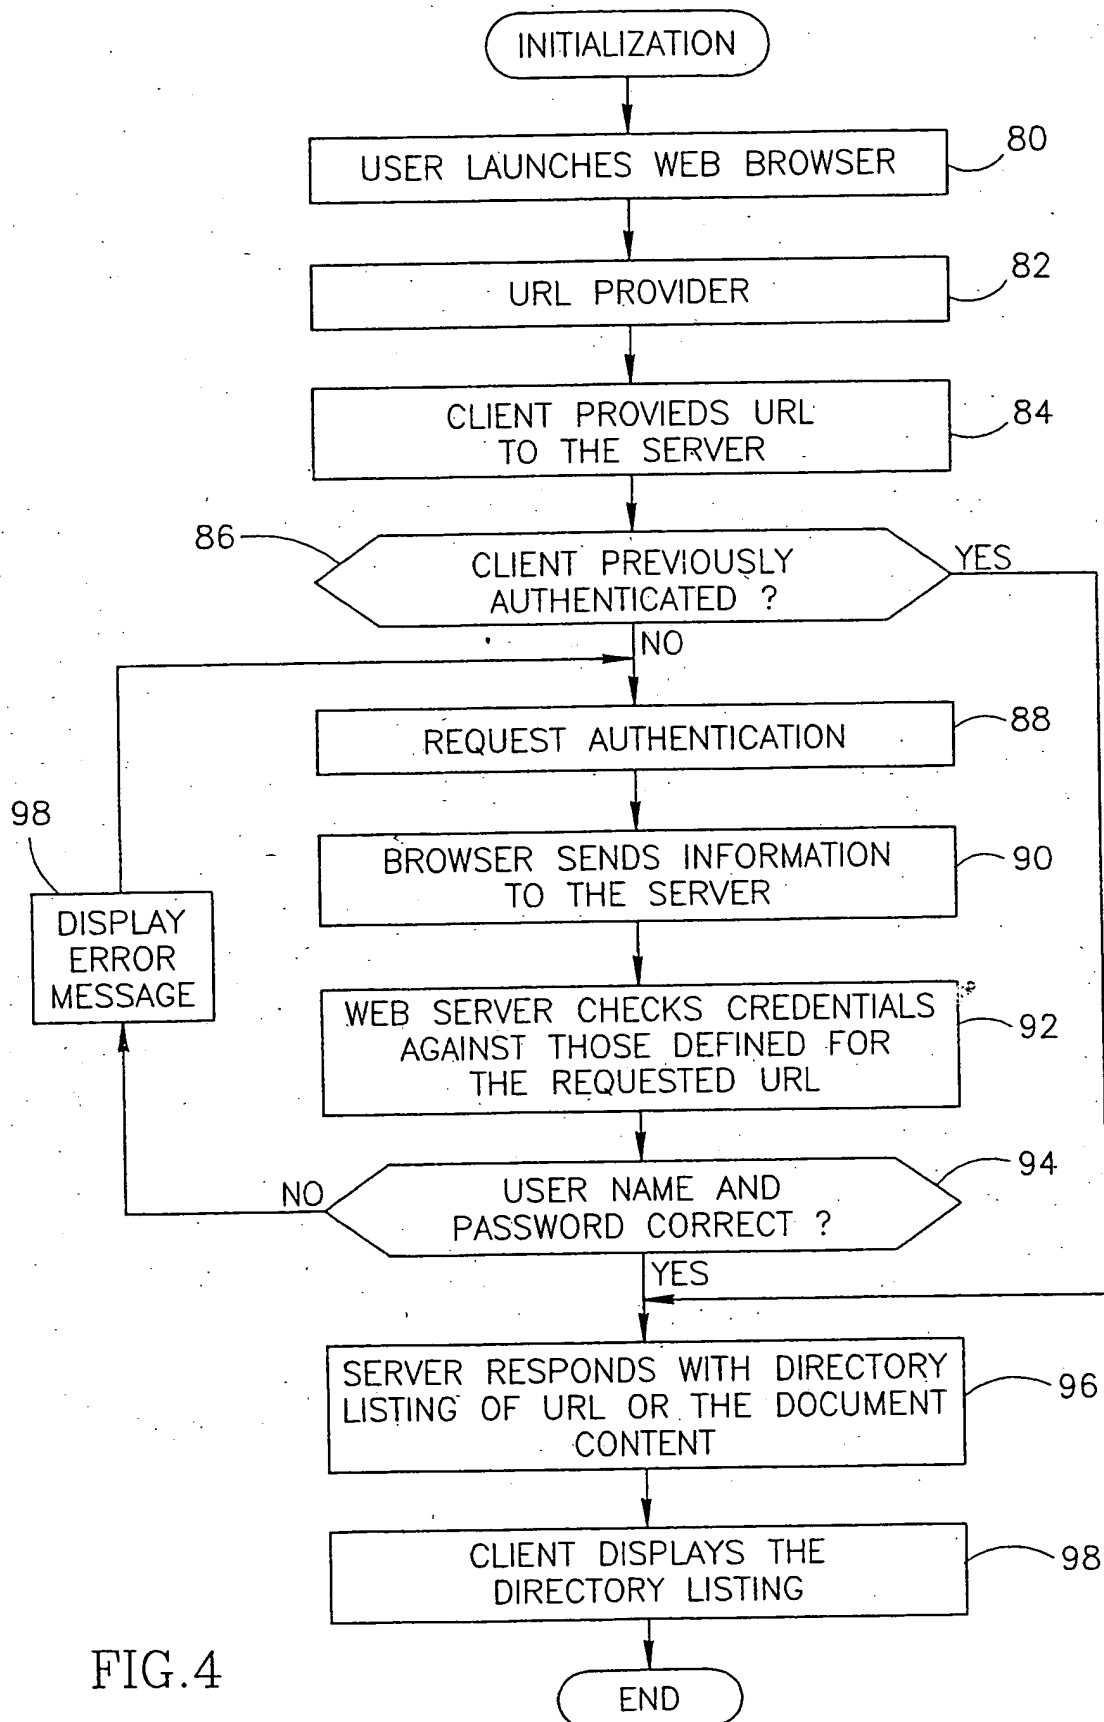 INITIALIZATION
USER LAUNCHES WEB BROWSER
80
URL PROVIDER
82
CLIENT PROVIEDS URL
TO THE SERVER
84
86
CLIENT PREVIOUSLY
AUTHENTICATED ?
YES
NO
REQUEST AUTHENTICATION
88
BROWSER SENDS INFORMATION
TO THE SERVER
90
98
DISPLAY
ERROR
MESSAGE
WEB SERVER CHECKS CREDENTIALS
AGAINST THOSE DEFINED FOR
THE REQUESTED URL
92
USER NAME AND
PASSWORD CORRECT ?
94
NO
YES
SERVER RESPONDS WITH DIRECTORY
LISTING OF URL OR THE DOCUMENT
CONTENT
96
CLIENT DISPLAYS THE
DIRECTORY LISTING
98
END
FIG.4